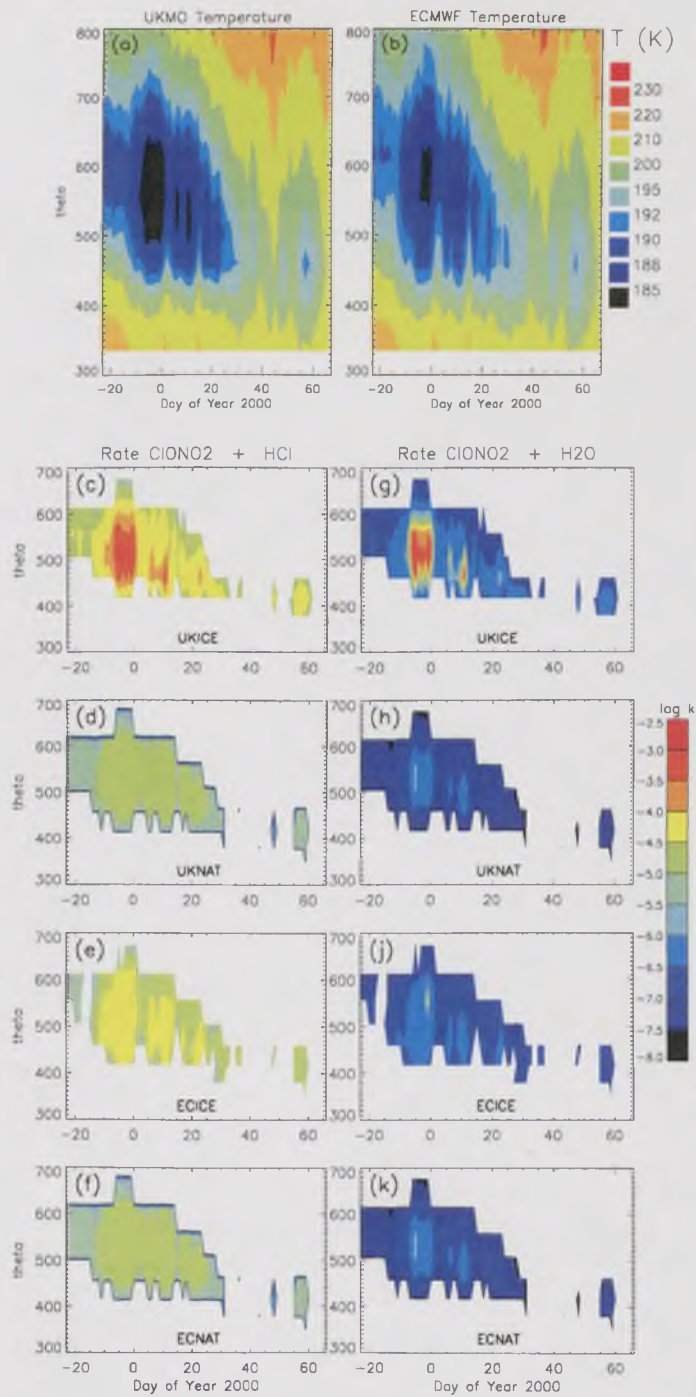 UKMO Temperature
ECMWF Temperature
T (K)
800
700
600
500
400
300
theta
(a)
(b)
230
220
210
200
195
192
190
188
185
-20 0 20 40 60
Day of Year 2000
800
700
600
500
400
300
-20 0 20 40 60
Day of Year 2000
Rate ClONO2 + HCl
Rate ClONO2 + H2O
700
600
500
400
300
theta
(c)
UKICE
-20 0 20 40 60
700
600
500
400
300
(g)
UKICE
-20 0 20 40 60
700
600
500
400
300
theta
(d)
UKNAT
-20 0 20 40 60
700
600
500
400
300
(h)
UKNAT
-20 0 20 40 60
log k
-2.5
-3.0
-3.5
-4.0
-4.5
-5.0
-5.5
-6.0
-6.5
-7.0
-7.5
-8.0
700
600
500
400
300
theta
(e)
ECICE
-20 0 20 40 60
700
600
500
400
300
(j)
ECICE
-20 0 20 40 60
700
600
500
400
300
theta
(f)
ECNAT
-20 0 20 40 60
Day of Year 2000
700
600
500
400
300
(k)
ECNAT
-20 0 20 40 60
Day of Year 2000